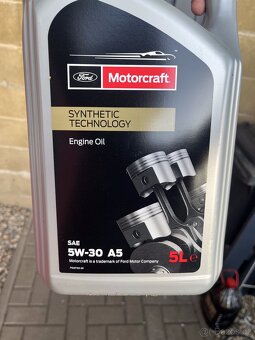 Ford
Motorcraft
SYNTHETIC
TECHNOLOGY
Engine Oil
SAE
5W-30 A5
5L e
Motorcraft is a trademark of Ford Motor Company